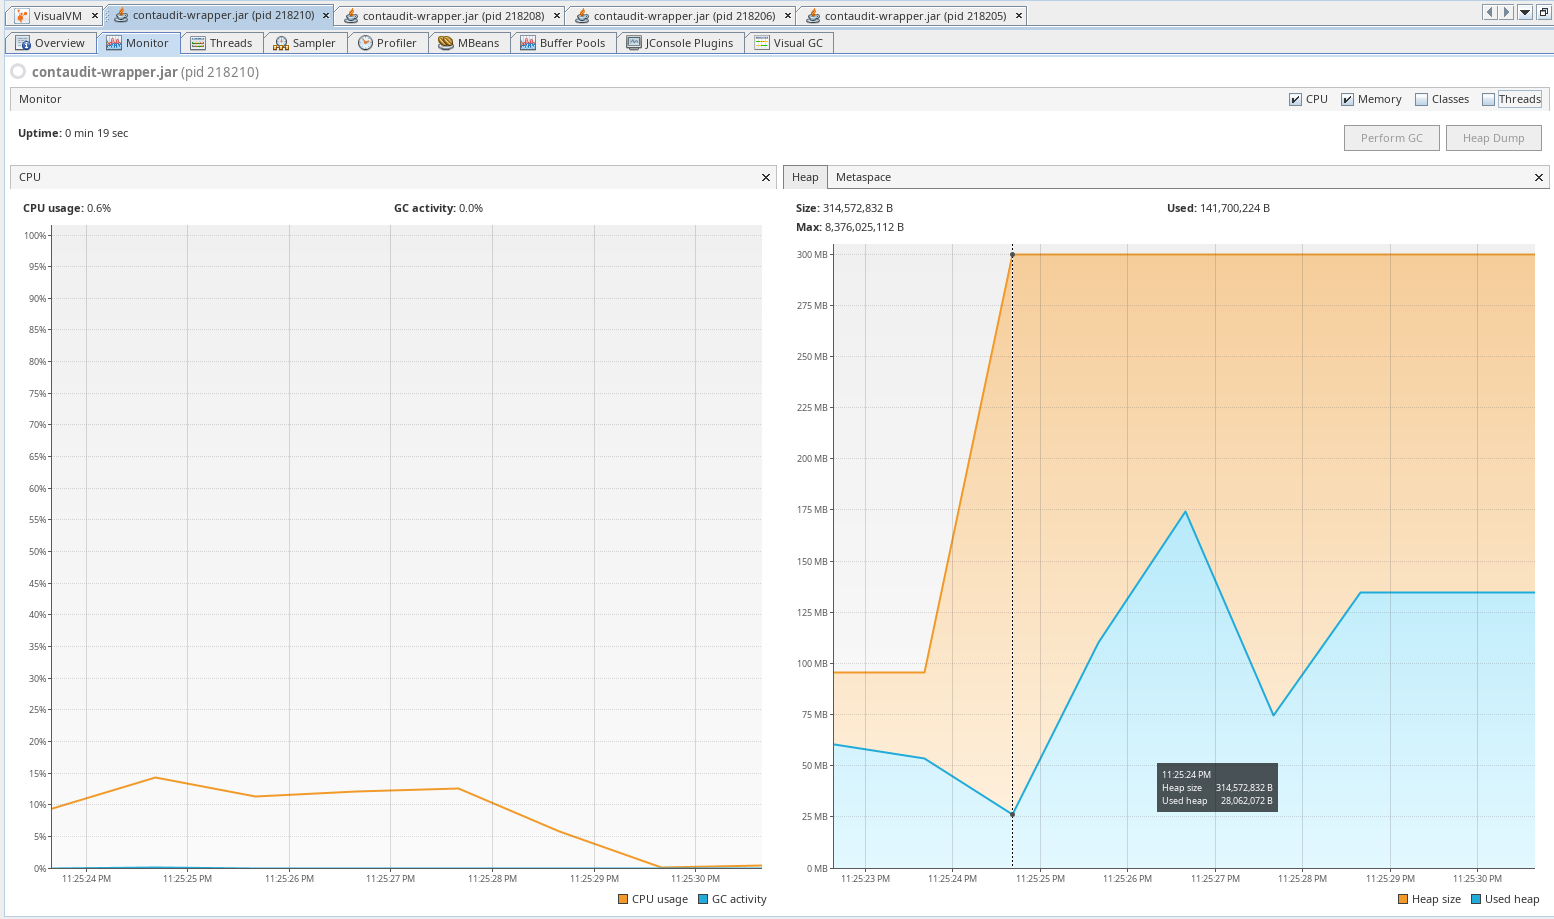 VisualVM
contaudit-wrapper.jar (pid 218210)
contaudit-wrapper.jar (pid 218208)
contaudit-wrapper.jar (pid 218206)
contaudit-wrapper.jar (pid 218205)
Overview
Monitor
Threads
Sampler
Profiler
MBeans
Buffer Pools
JConsole Plugins
Visual GC
contaudit-wrapper.jar (pid 218210)
Monitor
CPU
Memory
Classes
Threads
Uptime: 0 min 19 sec
Perform GC
Heap Dump
CPU
CPU usage: 0.6%
GC activity: 0.0%
100%
95%
90%
85%
80%
75%
70%
65%
60%
55%
50%
45%
40%
35%
30%
25%
20%
15%
10%
5%
0%
11:25:24 PM
11:25:25 PM
11:25:26 PM
11:25:27 PM
11:25:28 PM
11:25:29 PM
11:25:30 PM
CPU usage
GC activity
Heap
Metaspace
Size: 314,572,832 B
Used: 141,700,224 B
Max: 8,376,025,112 B
300 MB
275 MB
250 MB
225 MB
200 MB
175 MB
150 MB
125 MB
100 MB
75 MB
50 MB
25 MB
0 MB
11:25:24 PM
Heap size 314,572,832 B
Used heap 28,062,072 B
11:25:23 PM
11:25:24 PM
11:25:25 PM
11:25:26 PM
11:25:27 PM
11:25:28 PM
11:25:29 PM
11:25:30 PM
Heap size
Used heap